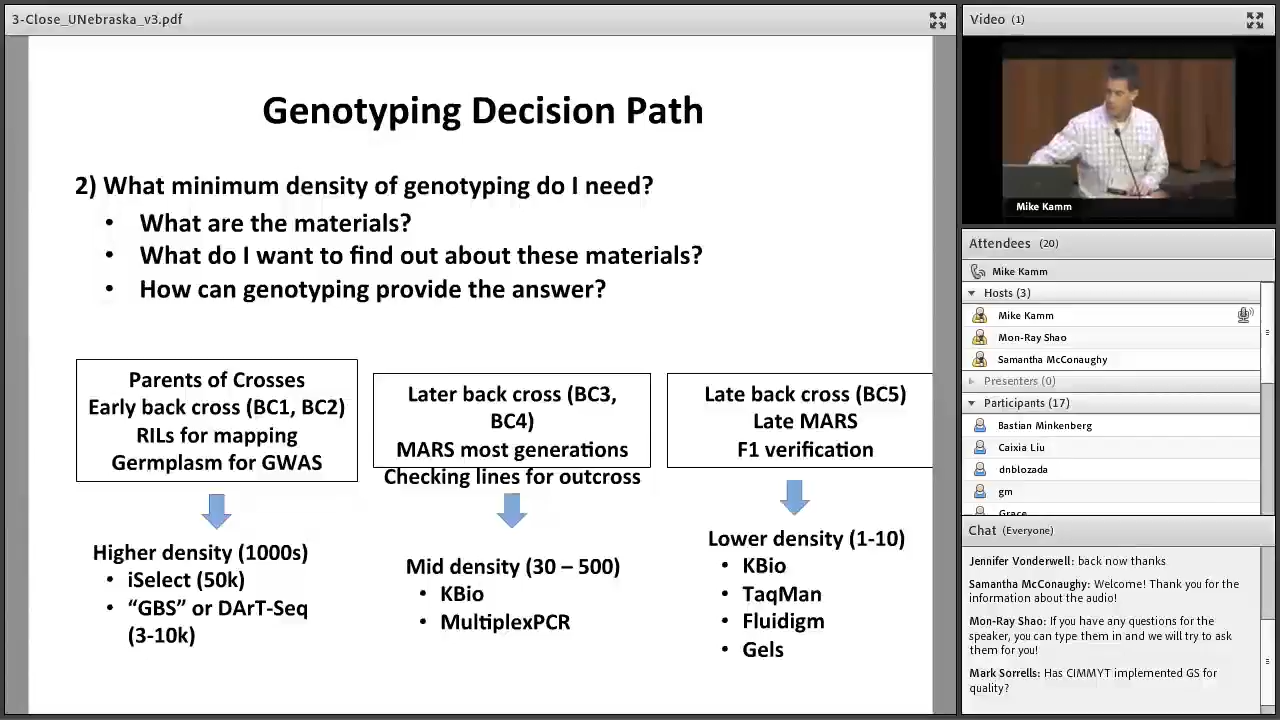 3-Close_UNebraska_v3.pdf
Genotyping Decision Path
2) What minimum density of genotyping do I need?
• What are the materials?
• What do I want to find out about these materials?
• How can genotyping provide the answer?
Parents of Crosses
Early back cross (BC1, BC2)
RILs for mapping
Germplasm for GWAS
Later back cross (BC3,
BC4)
MARS most generations
Checking lines for outcross
Late back cross (BC5)
Late MARS
F1 verification
Higher density (1000s)
• iSelect (50k)
• “GBS” or DArT-Seq
(3-10k)
Mid density (30 – 500)
• KBio
• MultiplexPCR
Lower density (1-10)
• KBio
• TaqMan
• Fluidigm
• Gels
Video (1)
Mike Kamm
Attendees (20)
Mike Kamm
Hosts (3)
Mike Kamm
Mon-Ray Shao
Samantha McConaughy
Presenters (0)
Participants (17)
Bastian Minkenberg
Caixia Liu
dnblozada
gm
Grace
Chat (Everyone)
Jennifer Vonderwell: back now thanks
Samantha McConaughy: Welcome! Thank you for the
information about the audio!
Mon-Ray Shao: If you have any questions for the
speaker, you can type them in and we will try to ask
them for you!
Mark Sorrells: Has CIMMYT implemented GS for
quality?